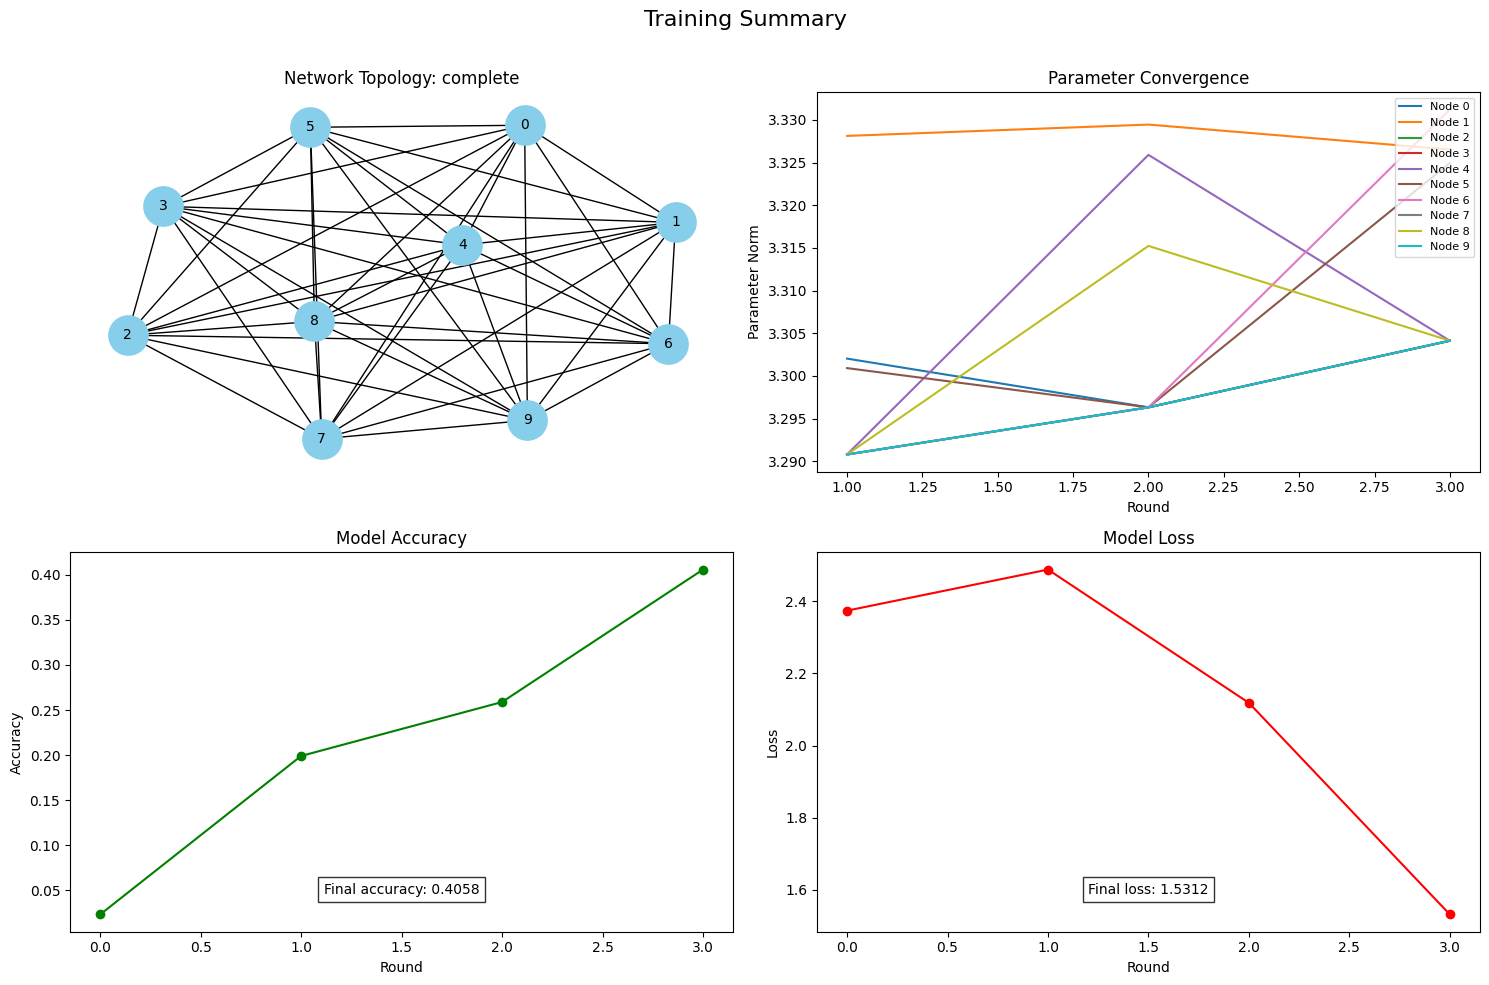 Training Summary
Network Topology: complete
5
0
3
1
4
8
2
6
9
7
Parameter Convergence
Parameter Norm
3.330
3.325
3.320
3.315
3.310
3.305
3.300
3.295
3.290
Node 0
Node 1
Node 2
Node 3
Node 4
Node 5
Node 6
Node 7
Node 8
Node 9
1.00 1.25 1.50 1.75 2.00 2.25 2.50 2.75 3.00
Round
Model Accuracy
Accuracy
0.40
0.35
0.30
0.25
0.20
0.15
0.10
0.05
Final accuracy: 0.4058
0.0 0.5 1.0 1.5 2.0 2.5 3.0
Round
Model Loss
Loss
2.4
2.2
2.0
1.8
1.6
Final loss: 1.5312
0.0 0.5 1.0 1.5 2.0 2.5 3.0
Round